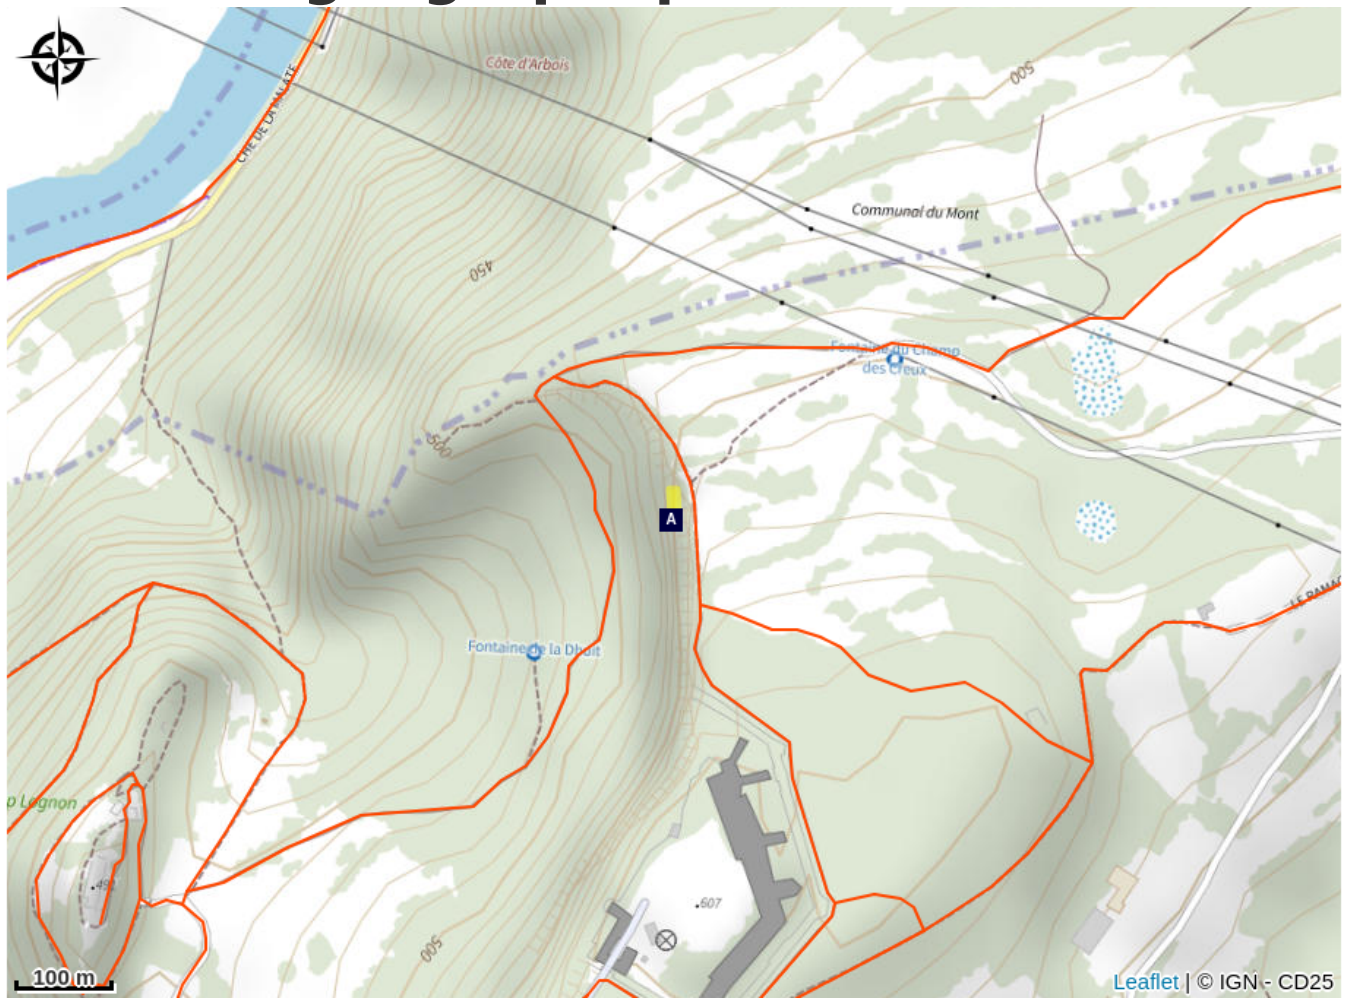 Côte d'Arbois
500
CHE DE LA MALATE
Communal du Mont
450
Fontaine du Champ
des Creux
500
A
LE RAMAC
Fontaine de la Dhuit
p Lognon
607
500
100 m
Leaflet | © IGN - CD25